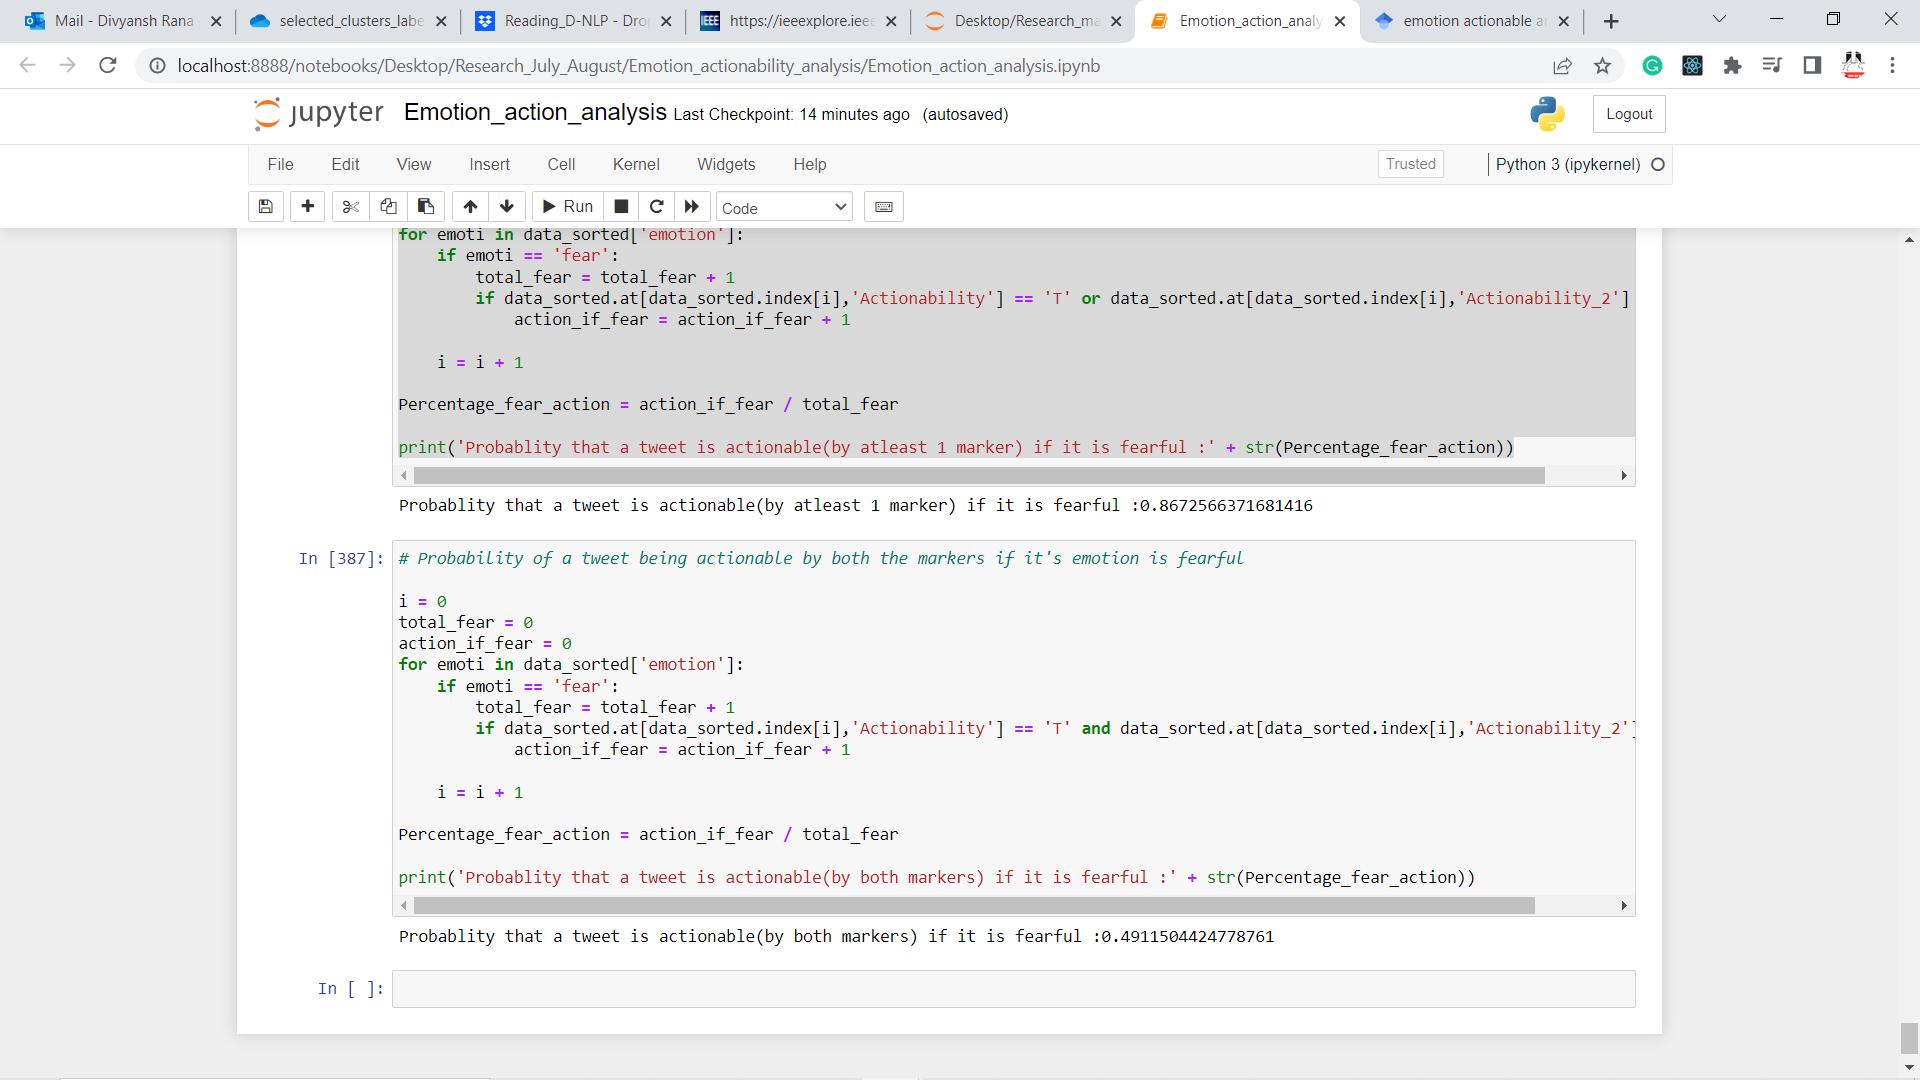 Mail - Divyansh Rana
selected_clusters_labe
Reading_D-NLP - Dro
IEEE
https://ieeexplore.ieee
Desktop/Research_ma
Emotion_action_analy
emotion actionable a
localhost:8888/notebooks/Desktop/Research_July_August/Emotion_actionability_analysis/Emotion_action_analysis.ipynb
jupyter Emotion_action_analysis Last Checkpoint: 14 minutes ago (autosaved)
Logout
File Edit View Insert Cell Kernel Widgets Help
Trusted
Python 3 (ipykernel)
Run
Code
for emoti in data_sorted['emotion']:
    if emoti == 'fear':
        total_fear = total_fear + 1
        if data_sorted.at[data_sorted.index[i],'Actionability'] == 'T' or data_sorted.at[data_sorted.index[i],'Actionability_2']
            action_if_fear = action_if_fear + 1
    i = i + 1
Percentage_fear_action = action_if_fear / total_fear
print('Probablity that a tweet is actionable(by atleast 1 marker) if it is fearful :' + str(Percentage_fear_action))
Probablity that a tweet is actionable(by atleast 1 marker) if it is fearful :0.8672566371681416
In [387]:
# Probability of a tweet being actionable by both the markers if it's emotion is fearful
i = 0
total_fear = 0
action_if_fear = 0
for emoti in data_sorted['emotion']:
    if emoti == 'fear':
        total_fear = total_fear + 1
        if data_sorted.at[data_sorted.index[i],'Actionability'] == 'T' and data_sorted.at[data_sorted.index[i],'Actionability_2']
            action_if_fear = action_if_fear + 1
    i = i + 1
Percentage_fear_action = action_if_fear / total_fear
print('Probablity that a tweet is actionable(by both markers) if it is fearful :' + str(Percentage_fear_action))
Probablity that a tweet is actionable(by both markers) if it is fearful :0.4911504424778761
In [ ]: